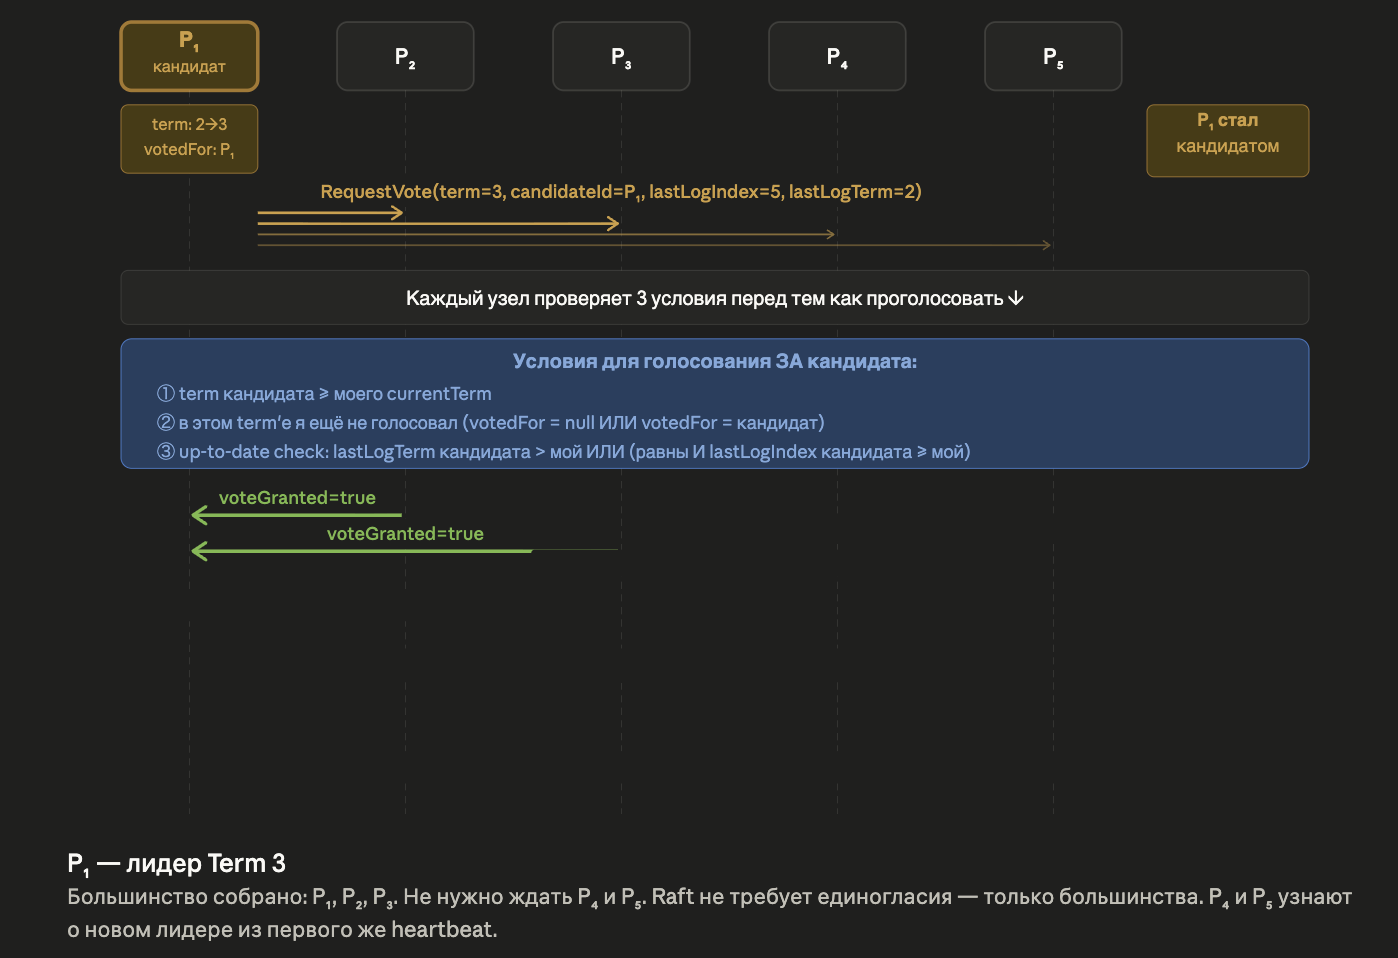 P₁
кандидат
P₂
P₃
P₄
P₅
term: 2→3
votedFor: P₁
P₁ стал
кандидатом
RequestVote(term=3, candidateId=P₁, lastLogIndex=5, lastLogTerm=2)
Каждый узел проверяет 3 условия перед тем как проголосовать ↓
Условия для голосования ЗА кандидата:
① term кандидата ≥ моего currentTerm
② в этом term'е я ещё не голосовал (votedFor = null ИЛИ votedFor = кандидат)
③ up-to-date check: lastLogTerm кандидата > мой ИЛИ (равны И lastLogIndex кандидата ≥ мой)
voteGranted=true
voteGranted=true
P₁ — лидер Term 3
Большинство собрано: P₁, P₂, P₃. Не нужно ждать P₄ и P₅. Raft не требует единогласия — только большинства. P₄ и P₅ узнают
о новом лидере из первого же heartbeat.